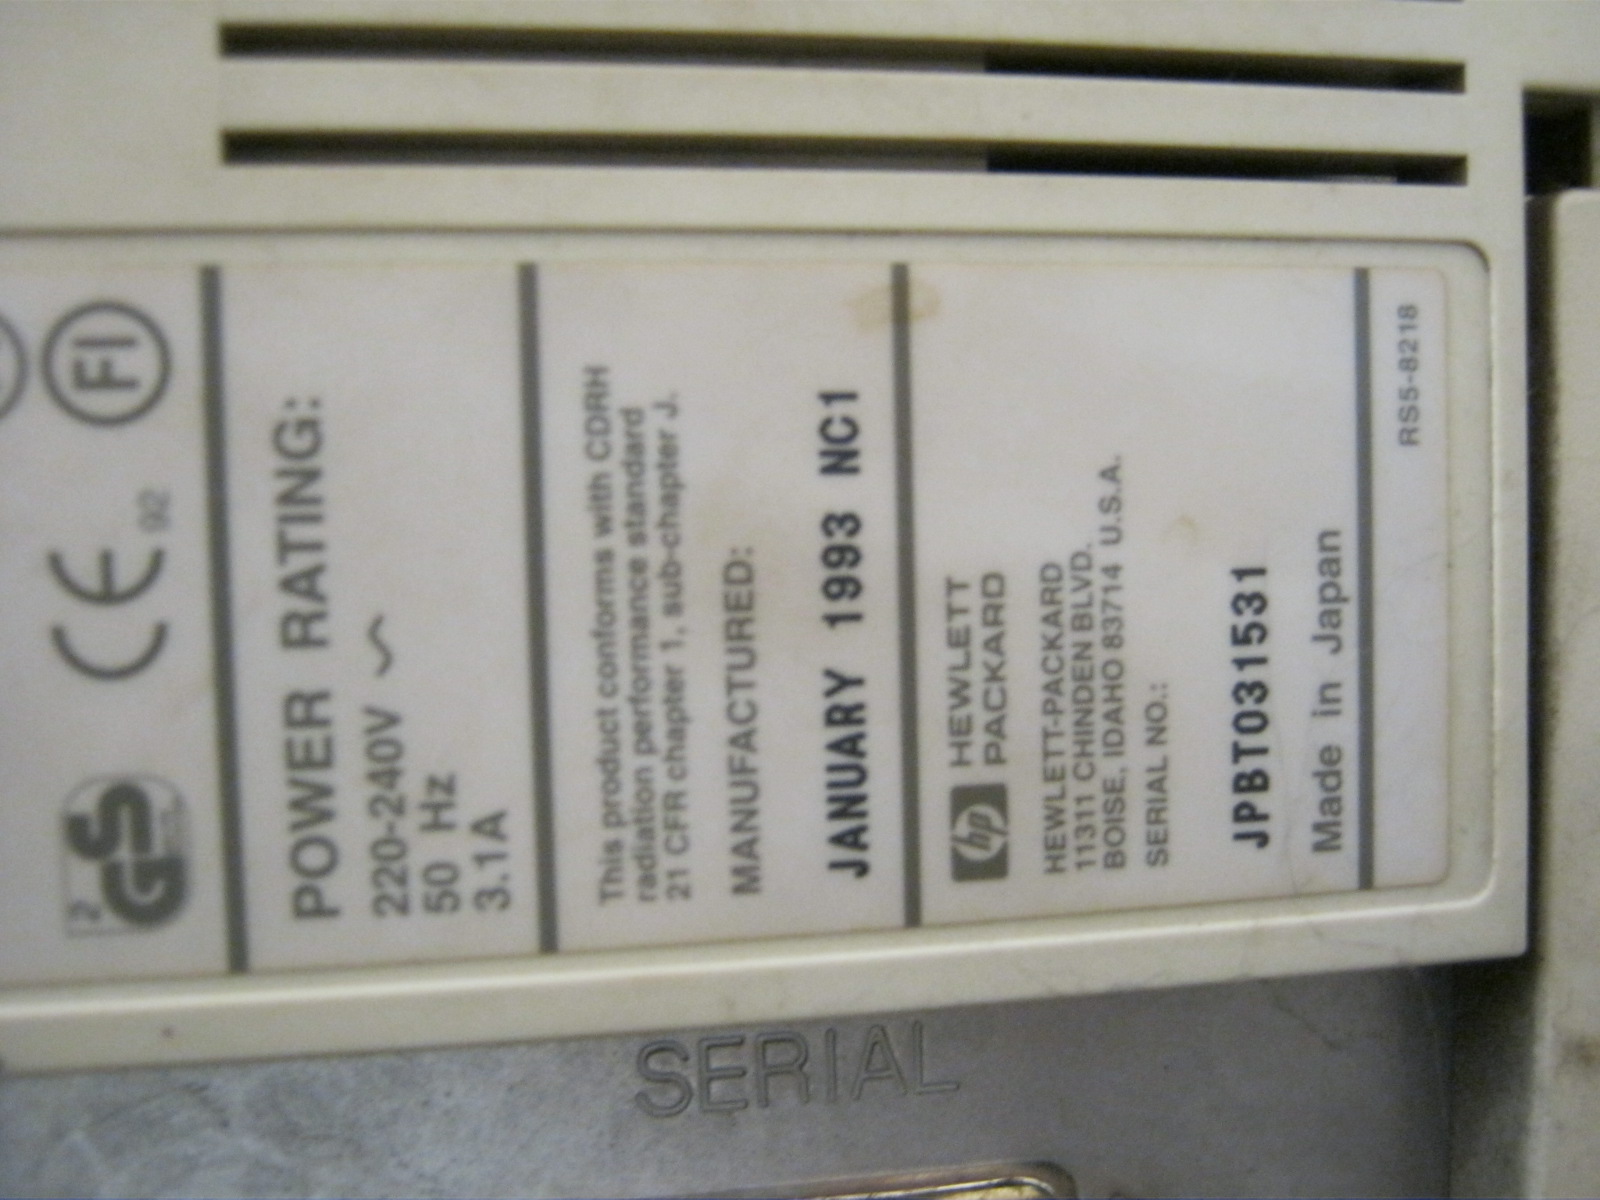 GS
CE 92
FI
POWER RATING:
220-240V ~
50 Hz
3.1A
This product conforms with CDRH
radiation performance standard
21 CFR chapter 1, sub-chapter J.
MANUFACTURED:
JANUARY 1993 NC1
hp HEWLETT
PACKARD
HEWLETT-PACKARD
11311 CHINDEN BLVD.
BOISE, IDAHO 83714 U.S.A.
SERIAL NO.:
JPBT031531
Made in Japan
RS5-8218
SERIAL